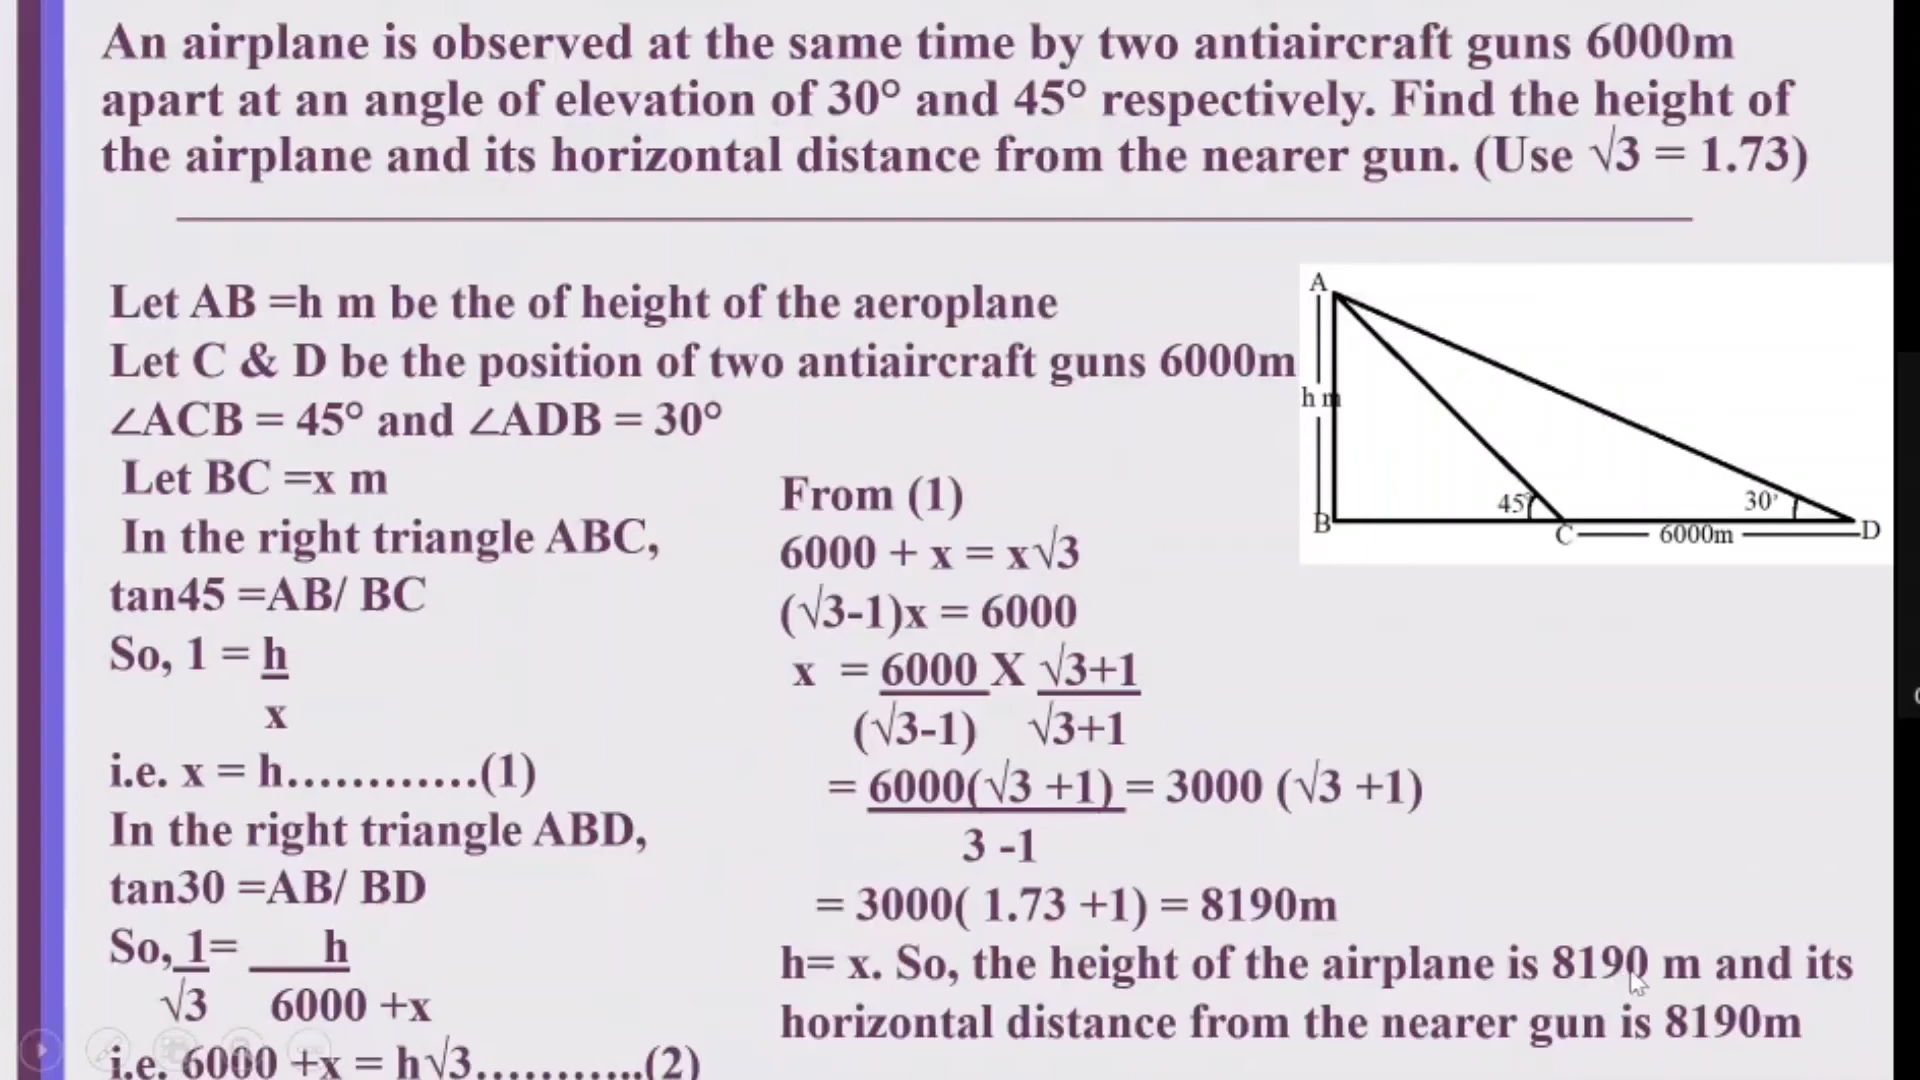 An airplane is observed at the same time by two antiaircraft guns 6000m
apart at an angle of elevation of 30° and 45° respectively. Find the height of
the airplane and its horizontal distance from the nearer gun. (Use √3 = 1.73)
Let AB =h m be the of height of the aeroplane
Let C & D be the position of two antiaircraft guns 6000m
∠ACB = 45° and ∠ADB = 30°
Let BC =x m
In the right triangle ABC,
tan45 =AB/ BC
So, 1 = h
x
i.e. x = h............(1)
In the right triangle ABD,
tan30 =AB/ BD
So, 1= h
√3 6000 +x
i.e. 6000 +x = h√3...........(2)
From (1)
6000 + x = x√3
(√3-1)x = 6000
x = 6000 X √3+1
(√3-1) √3+1
= 6000(√3 +1) = 3000 (√3 +1)
3 -1
= 3000( 1.73 +1) = 8190m
h= x. So, the height of the airplane is 8190 m and its
horizontal distance from the nearer gun is 8190m
A
h m
45°
30°
B
C
6000m
D